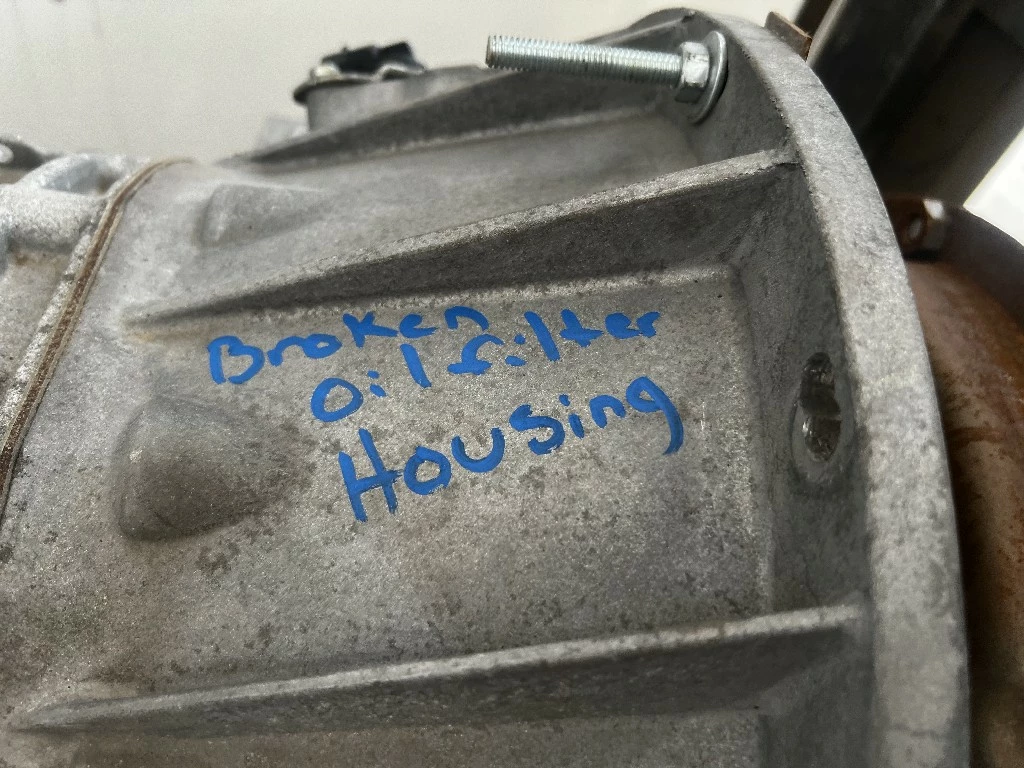 Broken
Oil filter
Housing